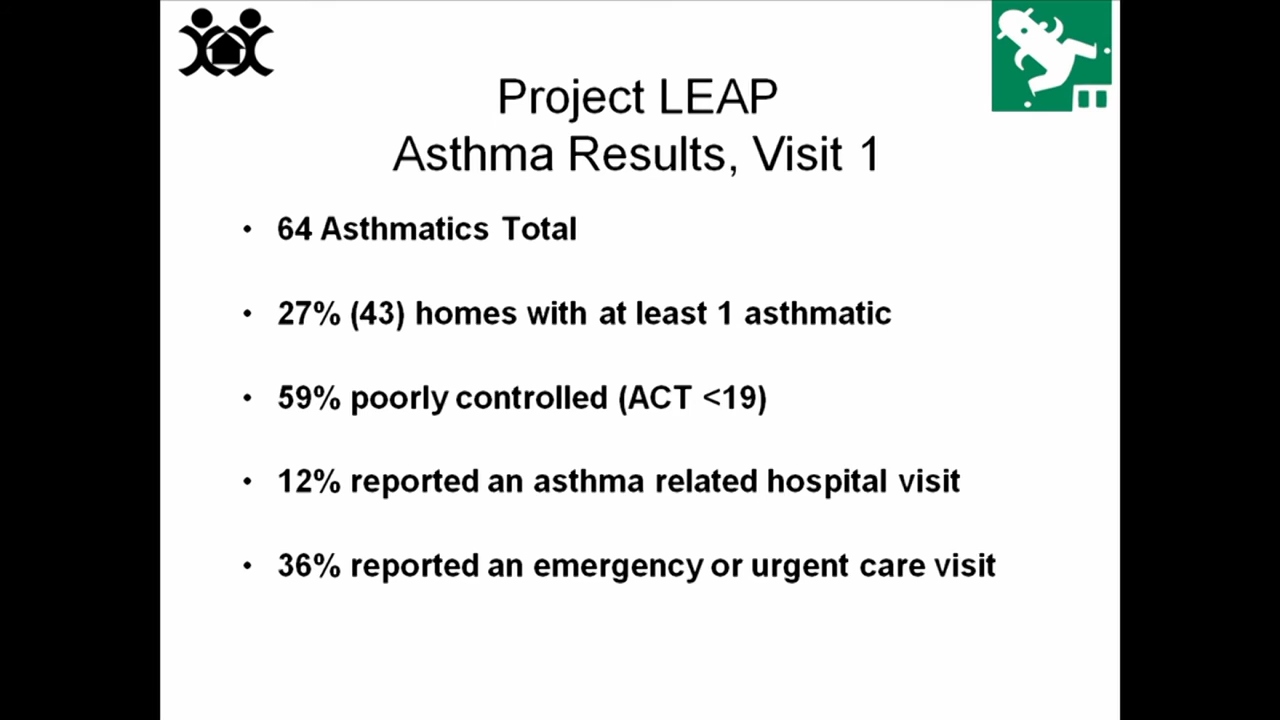 Project LEAP
Asthma Results, Visit 1
• 64 Asthmatics Total
• 27% (43) homes with at least 1 asthmatic
• 59% poorly controlled (ACT <19)
• 12% reported an asthma related hospital visit
• 36% reported an emergency or urgent care visit